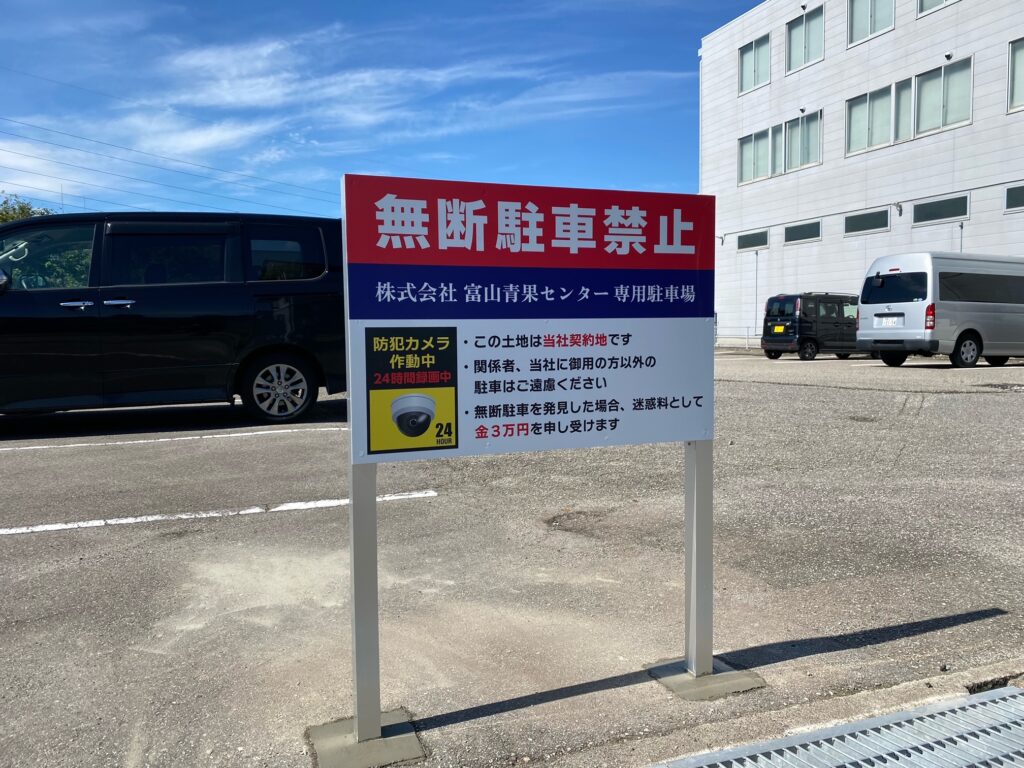 無断駐車禁止
株式会社 富山青果センター 専用駐車場
防犯カメラ
作動中
24時間録画中
24
HOUR
・この土地は当社契約地です
・関係者、当社に御用の方以外の
駐車はご遠慮ください
・無断駐車を発見した場合、迷惑料として
金3万円を申し受けます